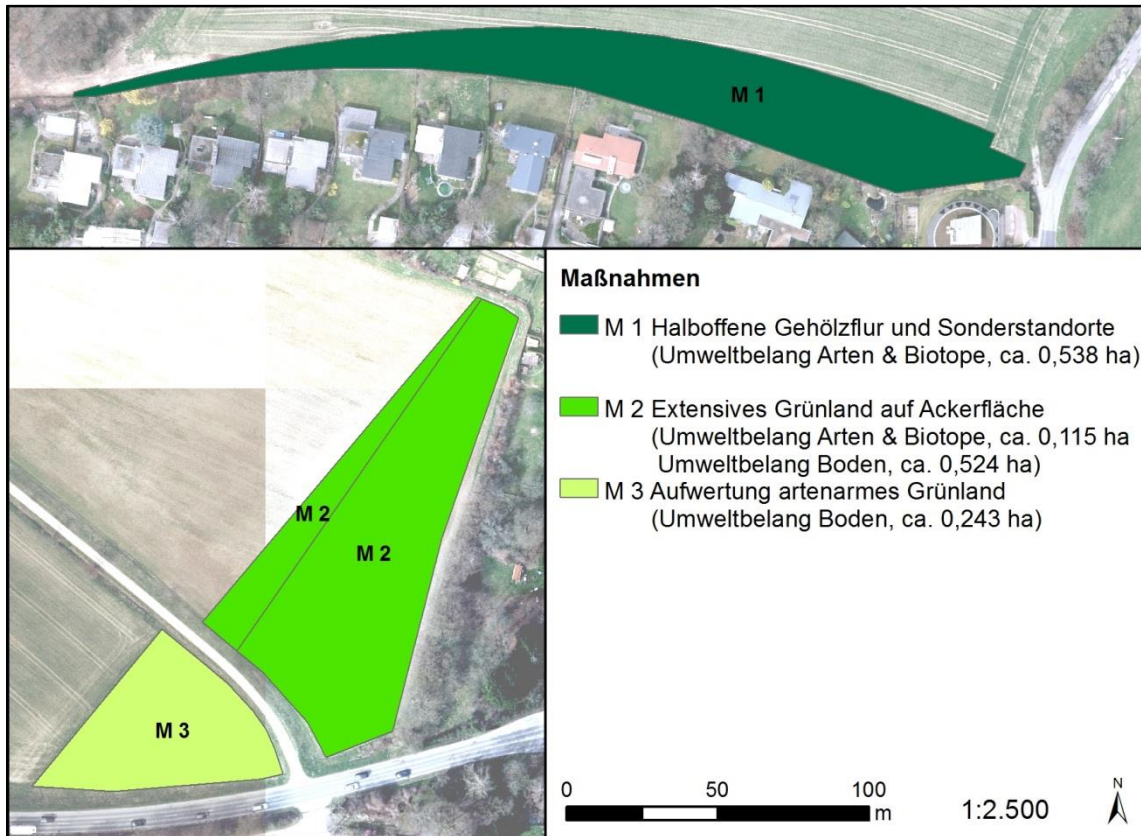 M 1
M 2
M 2
M 3
Maßnahmen
M 1 Halboffene Gehölzflur und Sonderstandorte
(Umweltbelang Arten & Biotope, ca. 0,538 ha)
M 2 Extensives Grünland auf Ackerfläche
(Umweltbelang Arten & Biotope, ca. 0,115 ha
Umweltbelang Boden, ca. 0,524 ha)
M 3 Aufwertung artenarmes Grünland
(Umweltbelang Boden, ca. 0,243 ha)
0 50 100
m
1:2.500
N